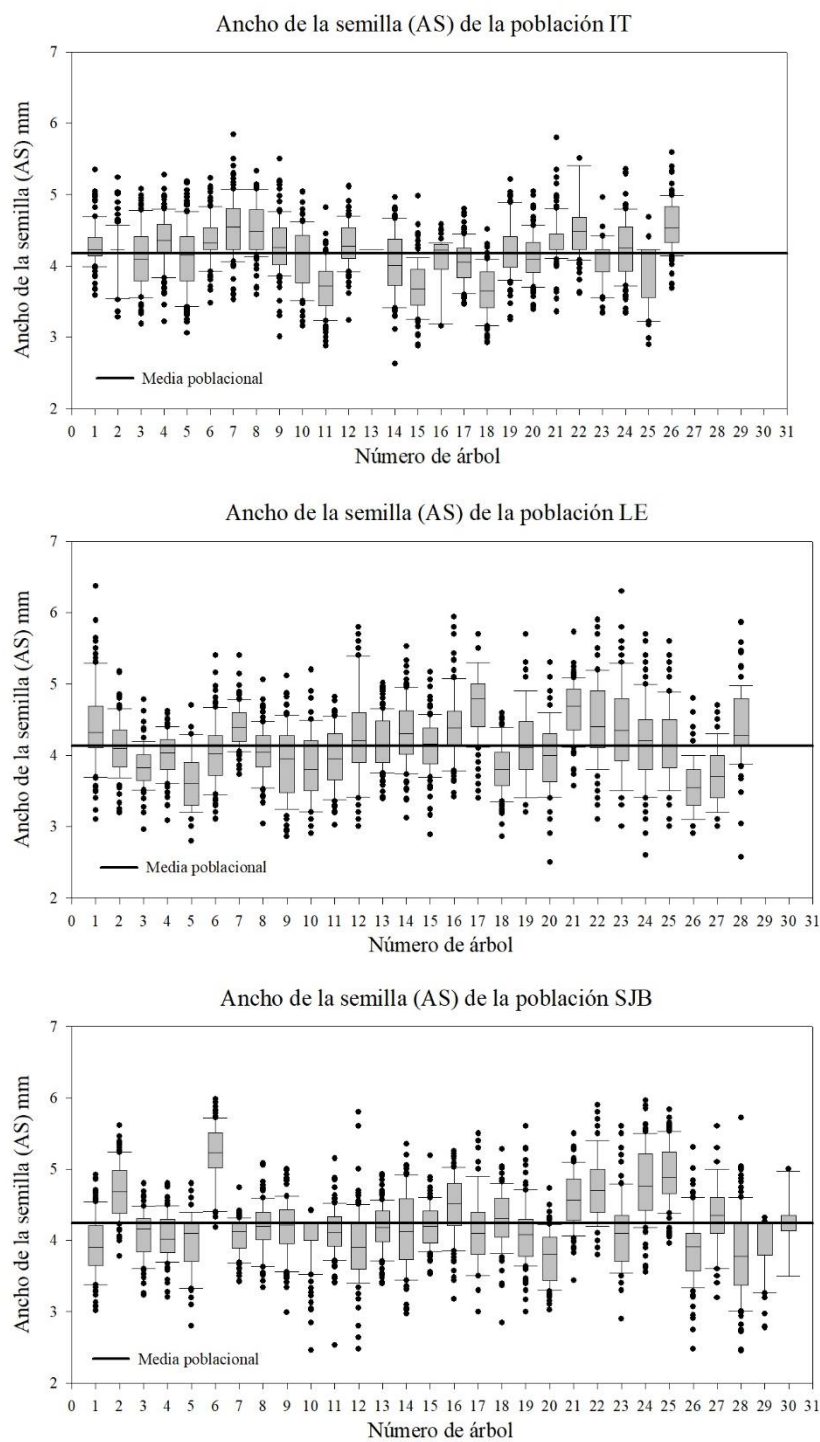 Ancho de la semilla (AS) de la población IT
Ancho de la semilla (AS) mm
7
6
5
4
3
2
Media poblacional
0 1 2 3 4 5 6 7 8 9 10 11 12 13 14 15 16 17 18 19 20 21 22 23 24 25 26 27 28 29 30 31
Número de árbol
Ancho de la semilla (AS) de la población LE
Ancho de la semilla (AS) mm
7
6
5
4
3
2
Media poblacional
0 1 2 3 4 5 6 7 8 9 10 11 12 13 14 15 16 17 18 19 20 21 22 23 24 25 26 27 28 29 30 31
Número de árbol
Ancho de la semilla (AS) de la población SJB
Ancho de la semilla (AS) mm
7
6
5
4
3
2
Media poblacional
0 1 2 3 4 5 6 7 8 9 10 11 12 13 14 15 16 17 18 19 20 21 22 23 24 25 26 27 28 29 30 31
Número de árbol